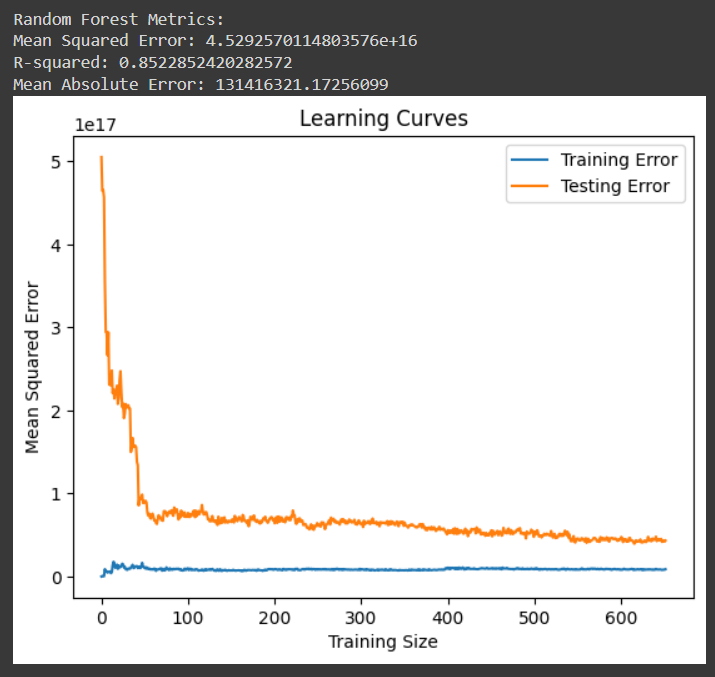 Random Forest Metrics:
Mean Squared Error: 4.5292570114803576e+16
R-squared: 0.8522852420282572
Mean Absolute Error: 131416321.17256099
1e17
Learning Curves
Training Error
Testing Error
5
4
3
2
1
0
Mean Squared Error
0 100 200 300 400 500 600
Training Size